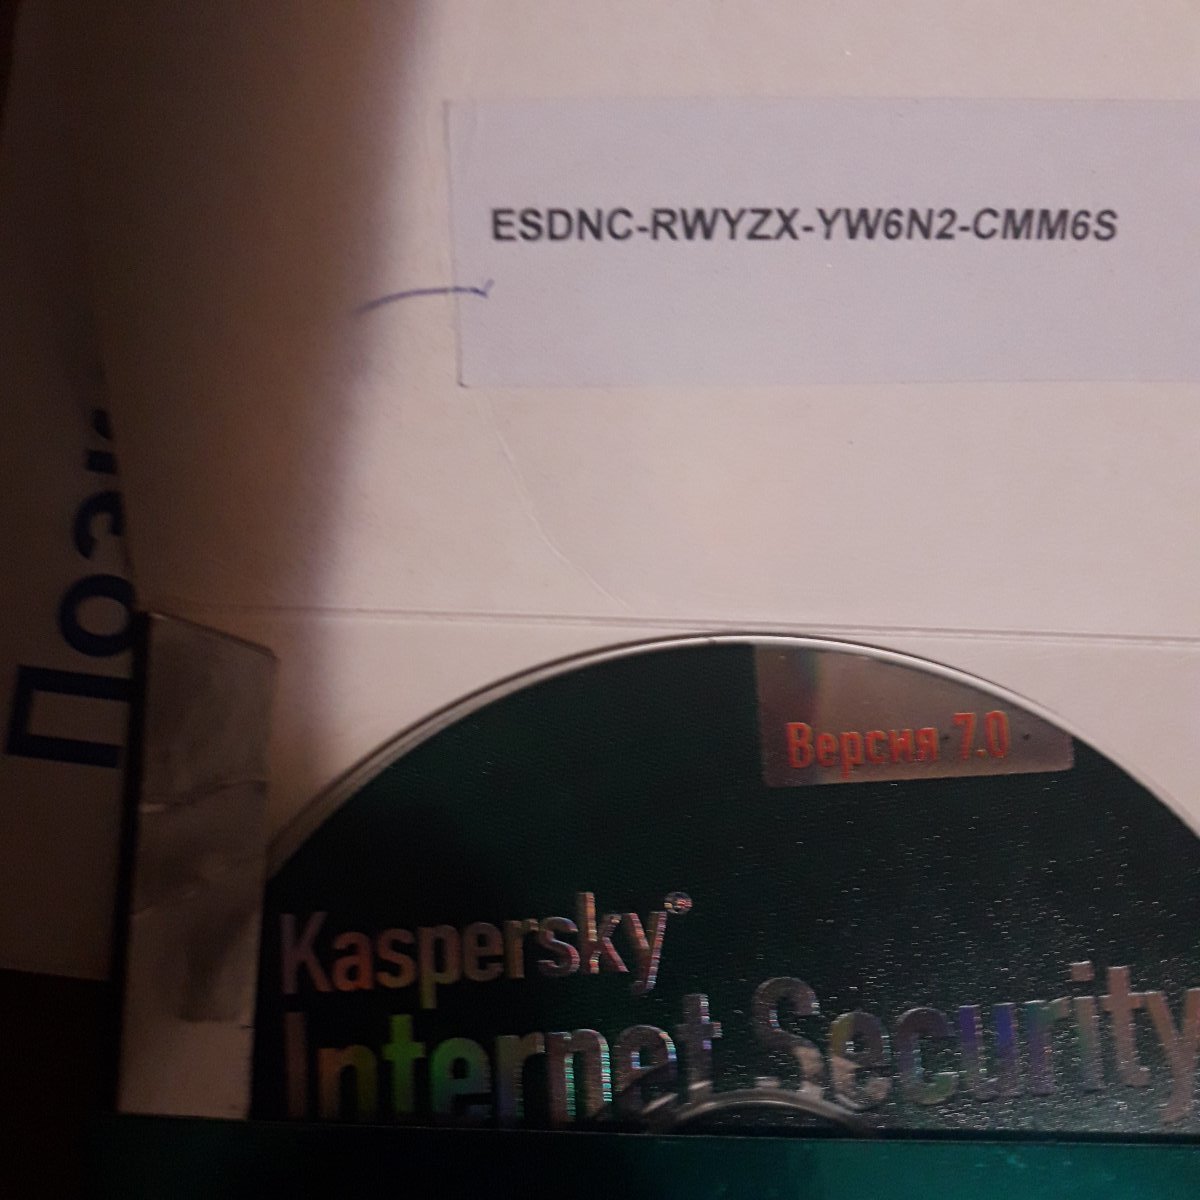 ESDNC-RWYZX-YW6N2-CMM6S
Версия 7.0
Kaspersky®
Internet Security